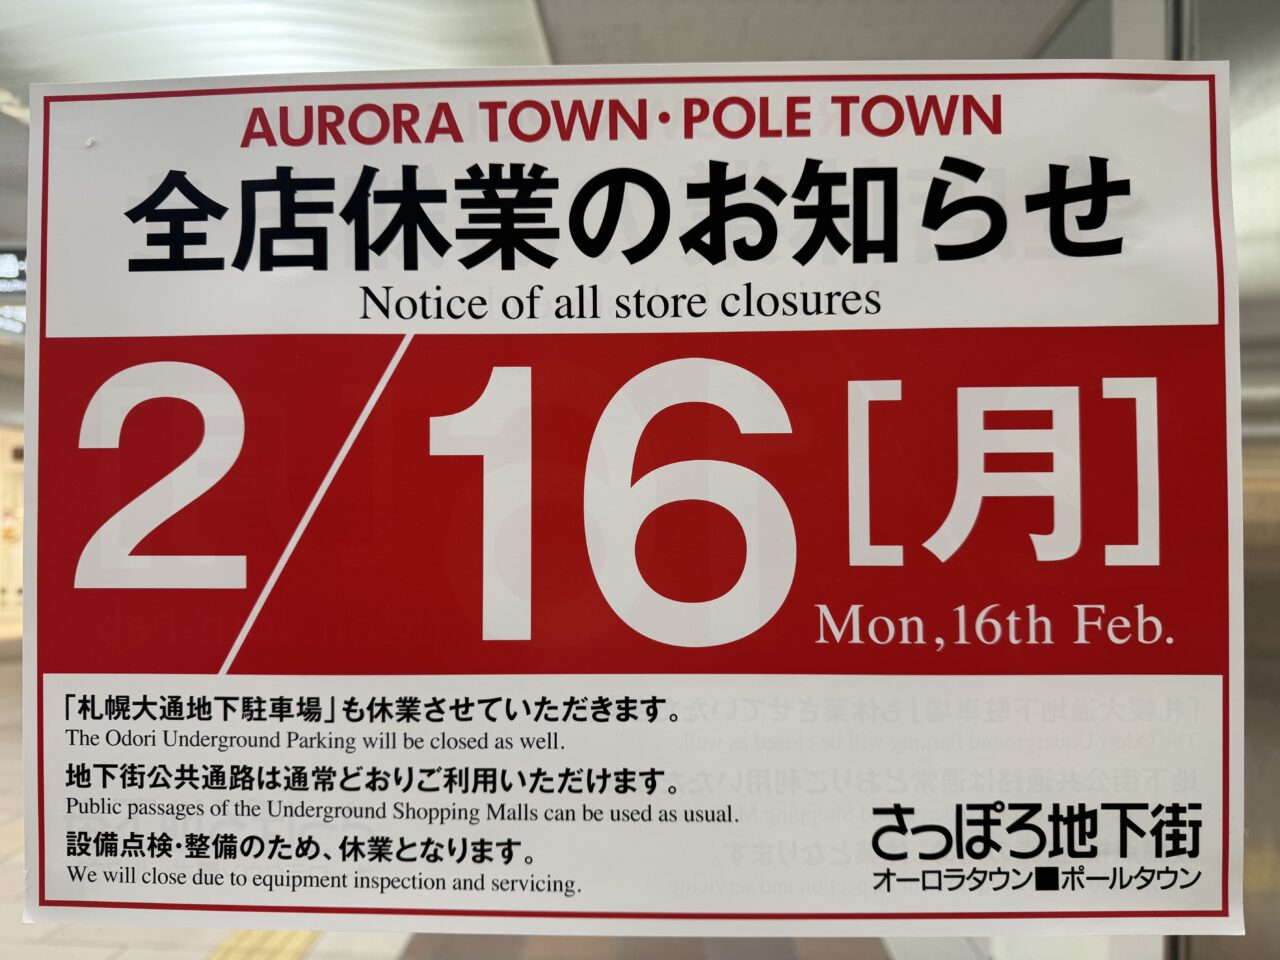 AURORA TOWN・POLE TOWN
全店休業のお知らせ
Notice of all store closures
2/16[月]
Mon,16th Feb.
「札幌大通地下駐車場」も休業させていただきます。
The Odori Underground Parking will be closed as well.
地下街公共通路は通常どおりご利用いただけます。
Public passages of the Underground Shopping Malls can be used as usual.
設備点検・整備のため、休業となります。
We will close due to equipment inspection and servicing.
さっぽろ地下街
オーロラタウン■ポールタウン